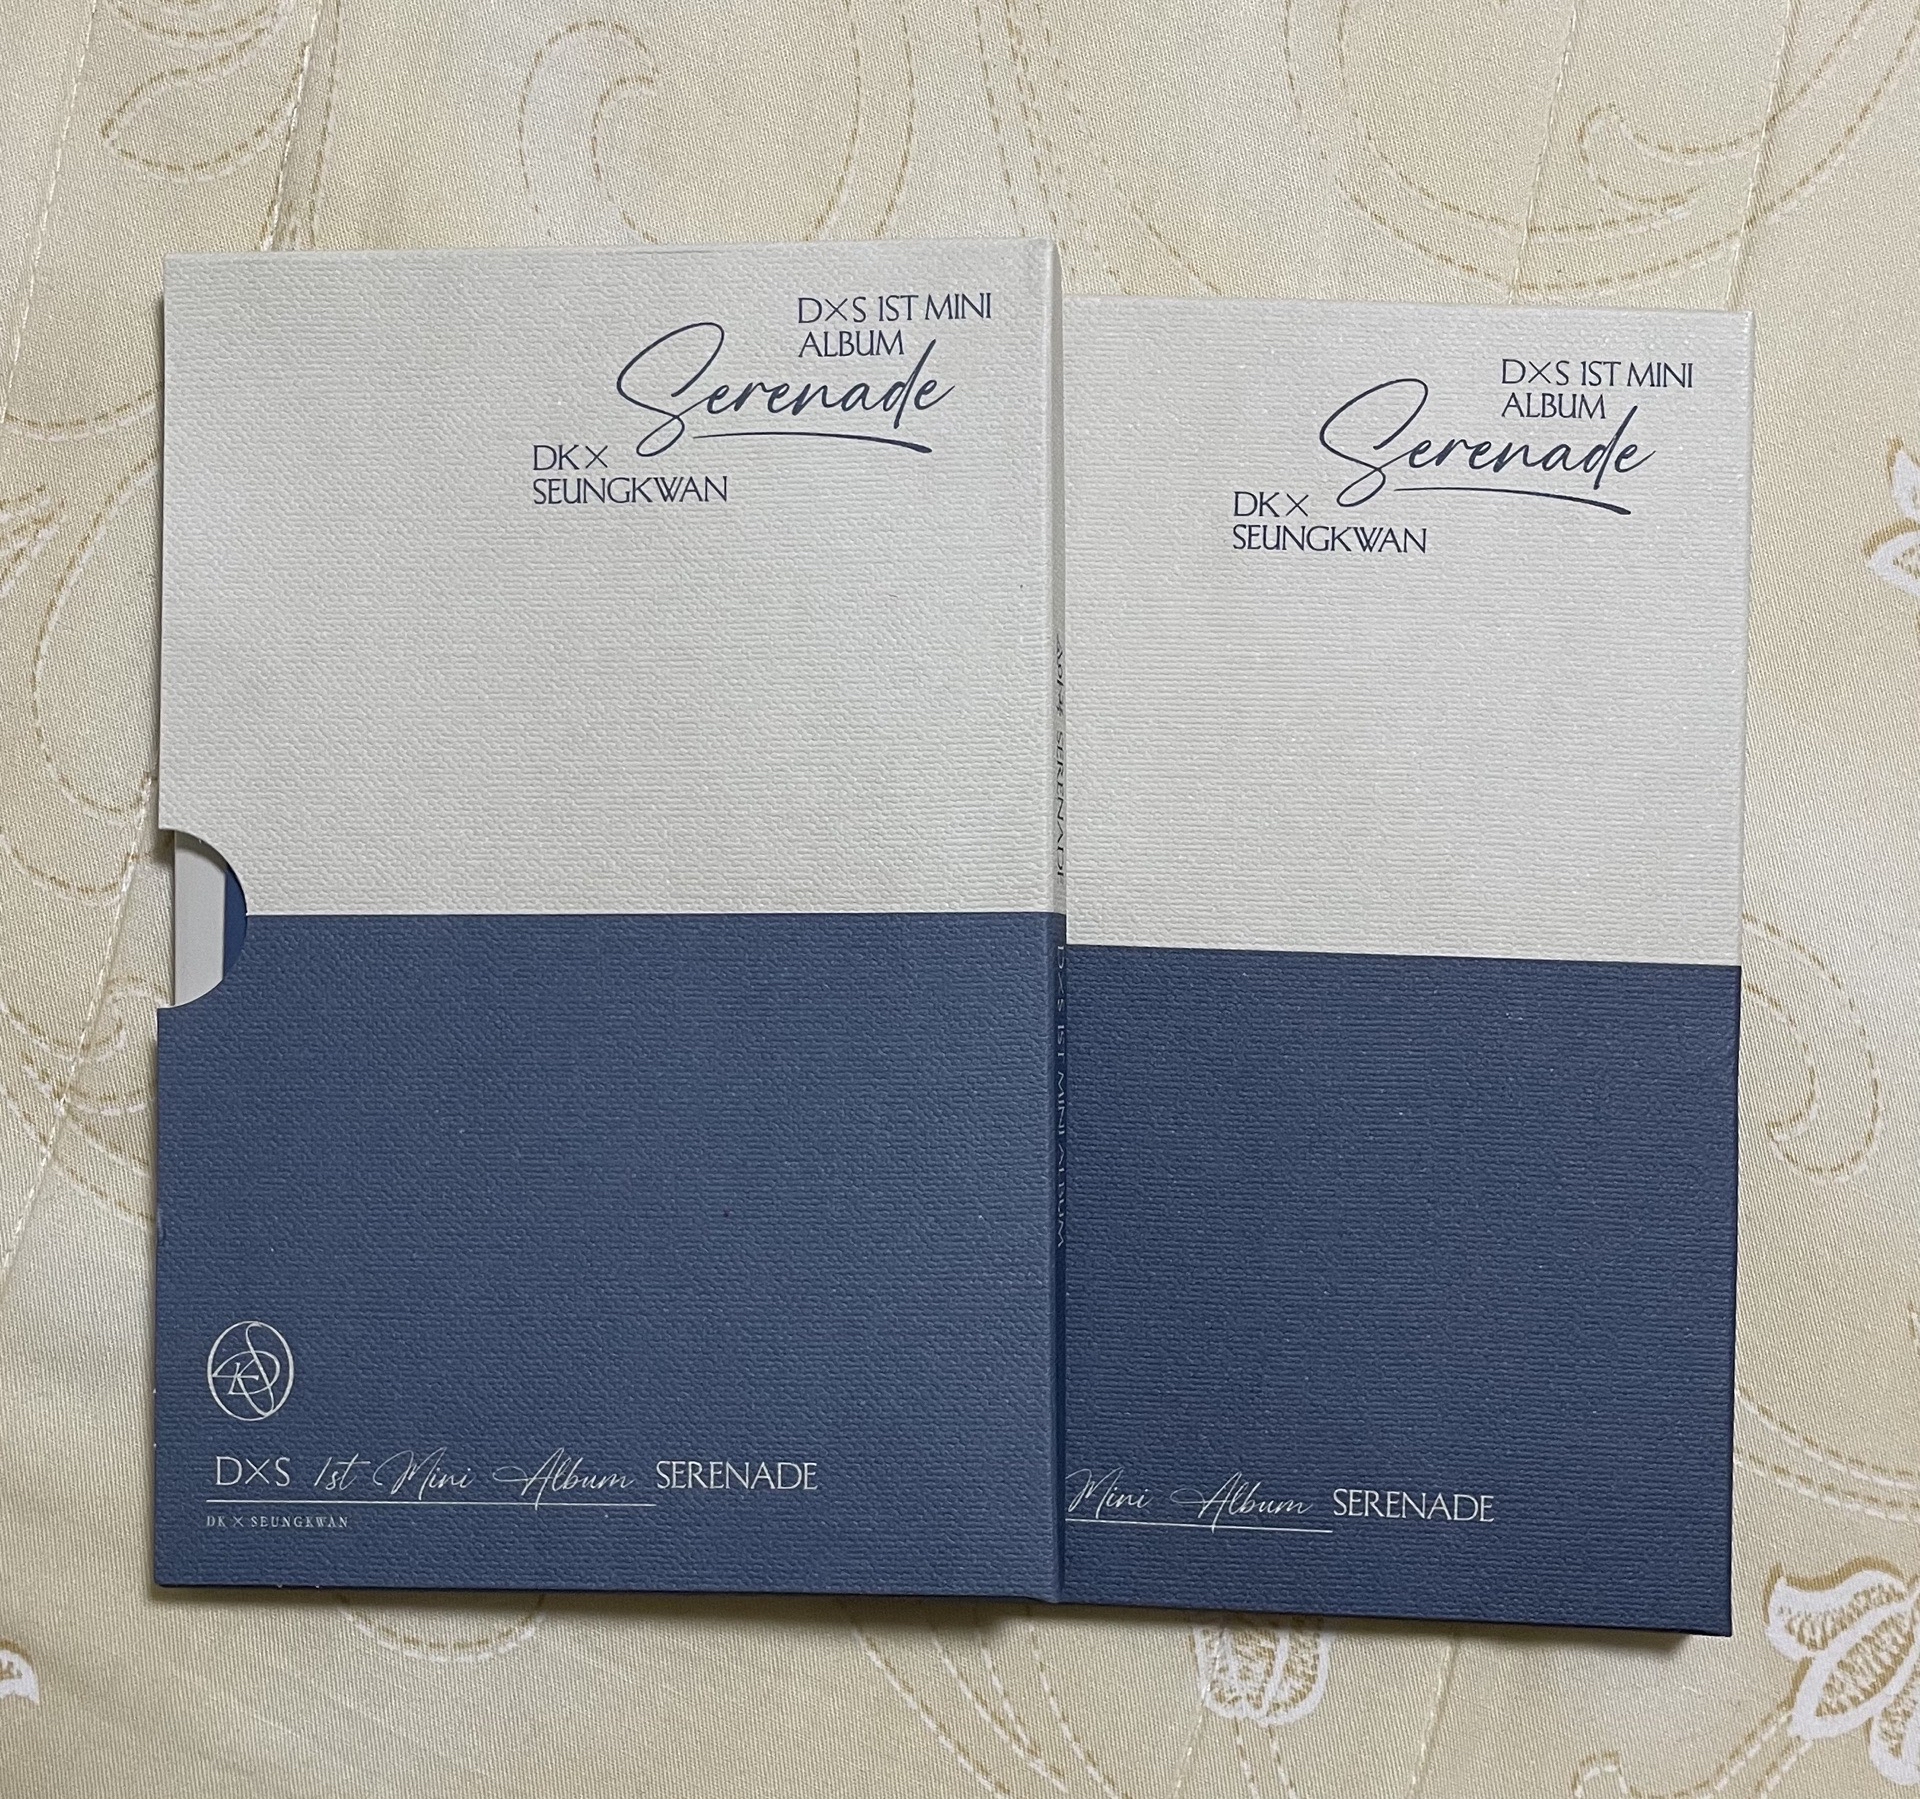 D×S 1ST MINI
ALBUM
Serenade
DK ×
SEUNGKWAN
D×S 1st Mini Album SERENADE
DK × SEUNGKWAN
SERENADE
D×S 1ST MINI ALBUM
D×S 1ST MINI
ALBUM
Serenade
DK ×
SEUNGKWAN
Mini Album SERENADE